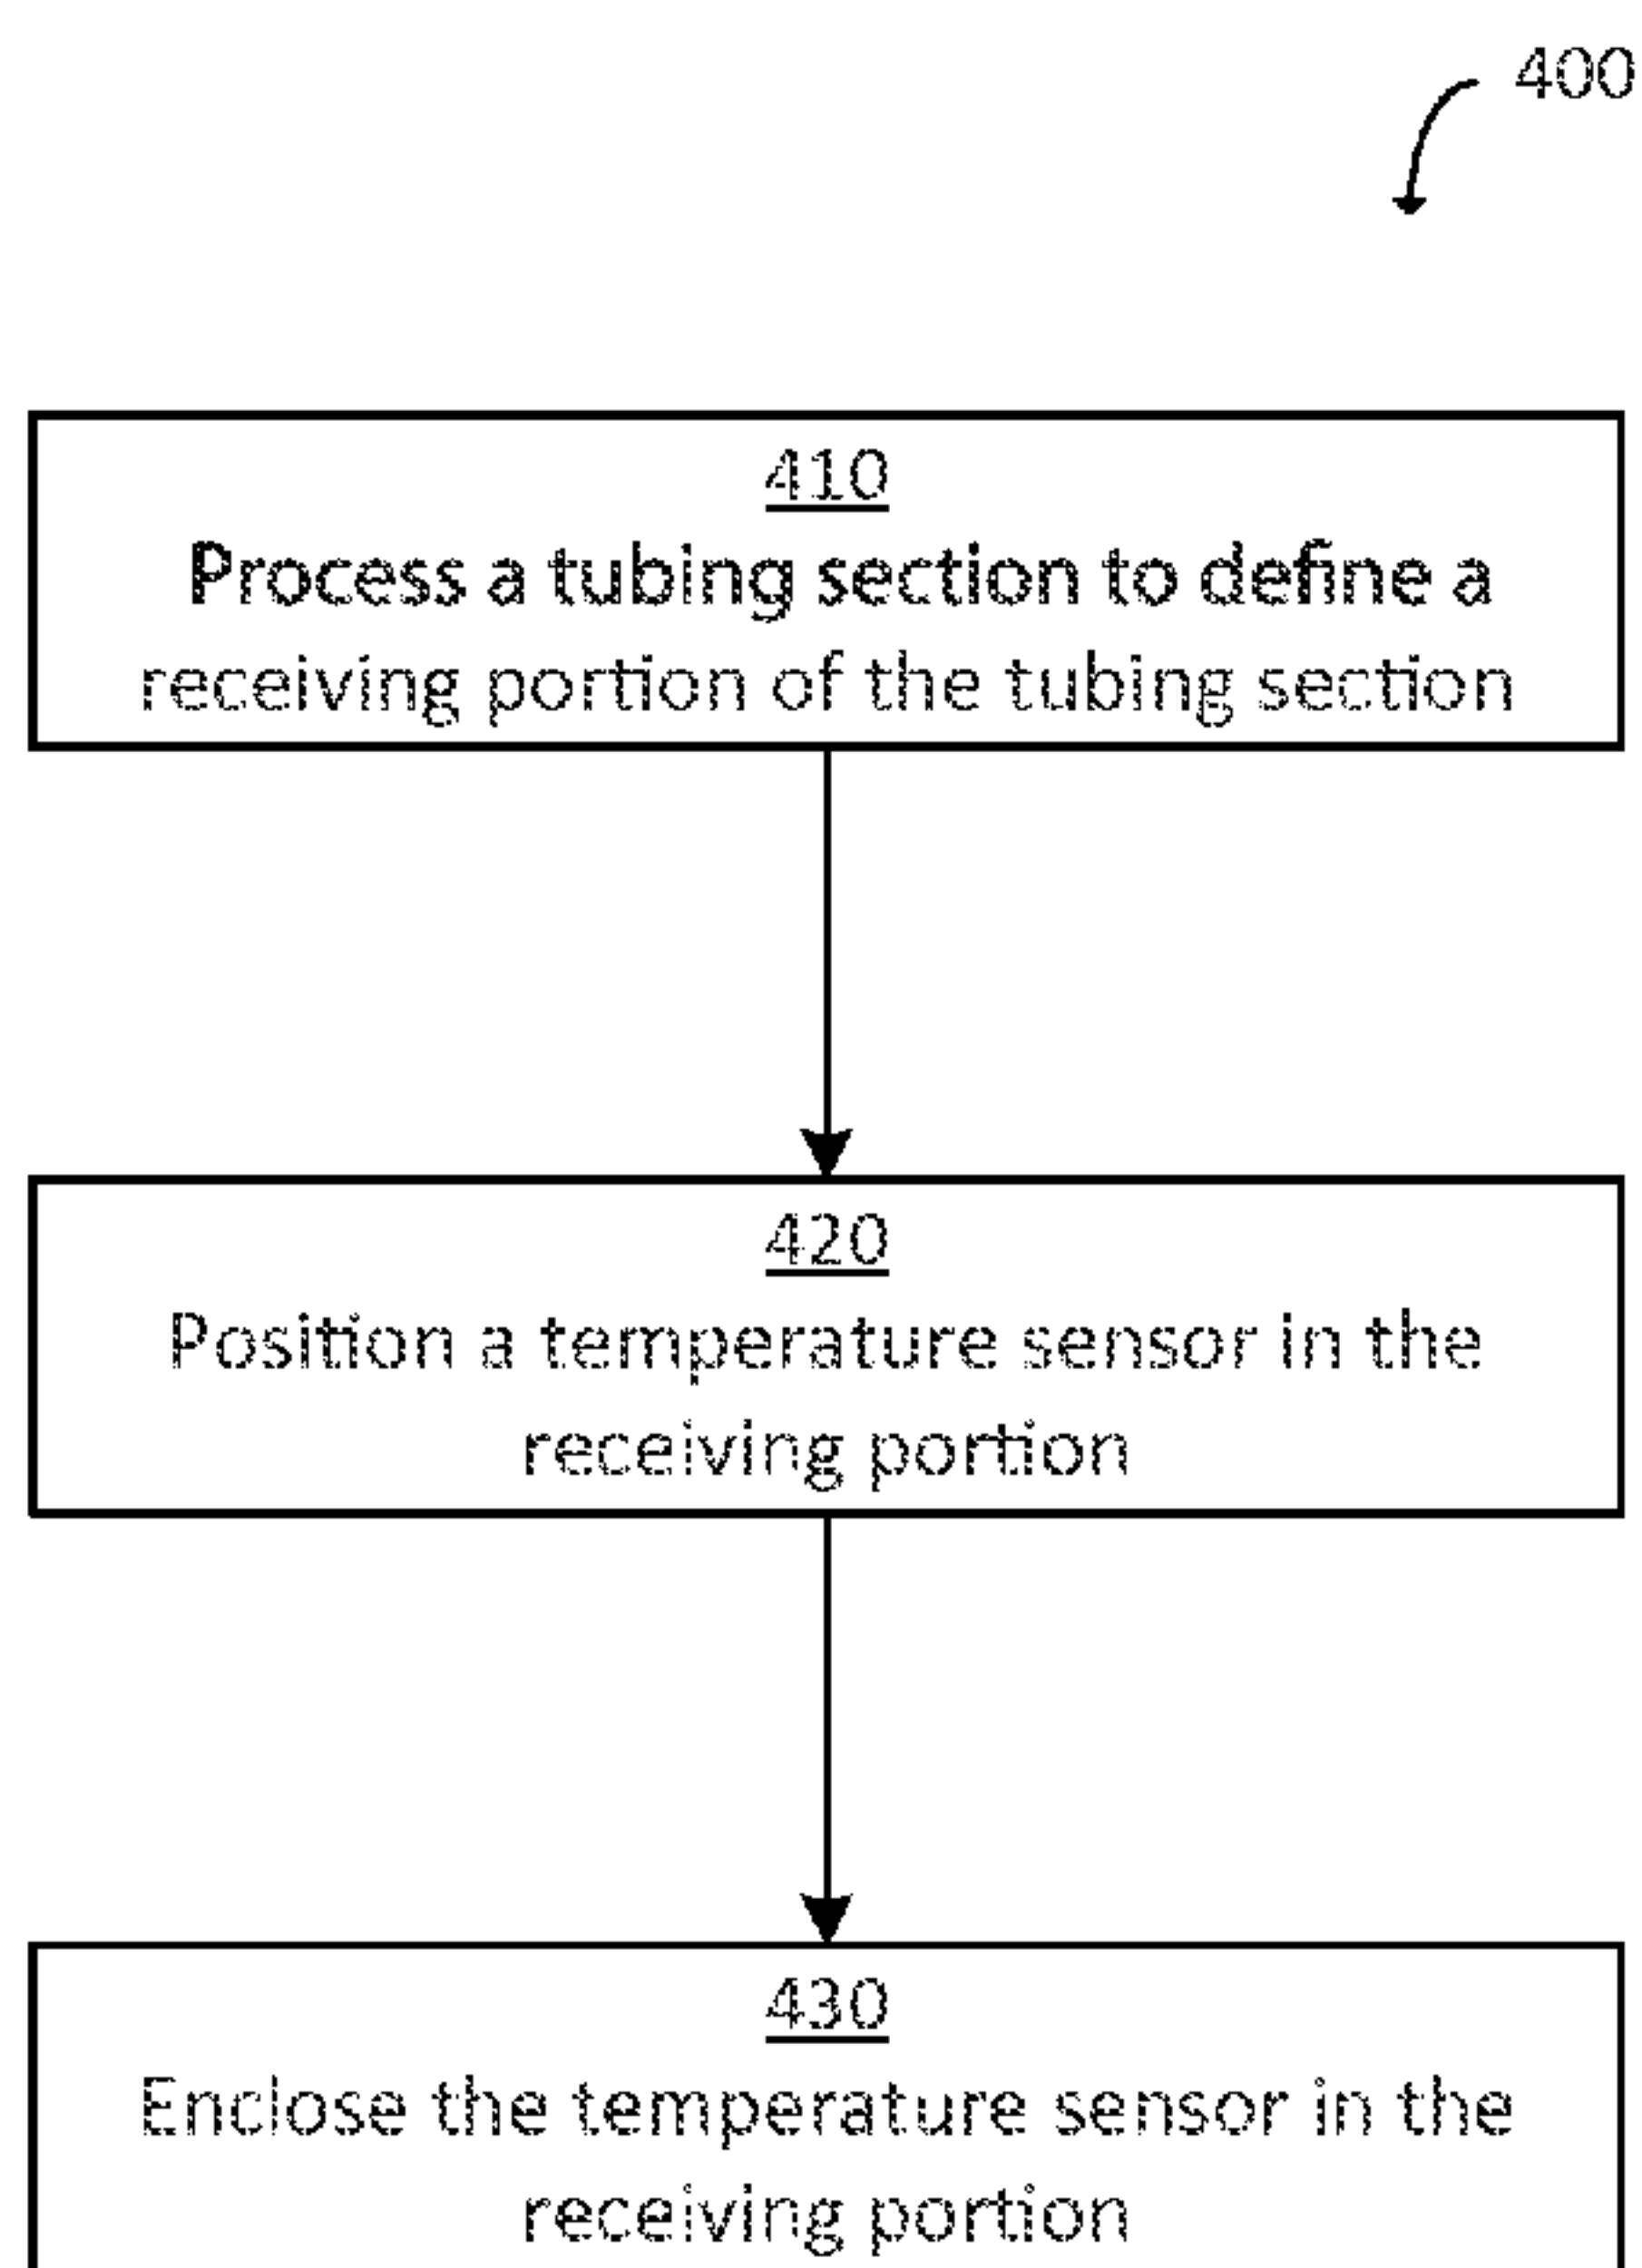 400
410
Process a tubing section to define a
receiving portion of the tubing section
420
Position a temperature sensor in the
receiving portion
430
Enclose the temperature sensor in the
receiving portion